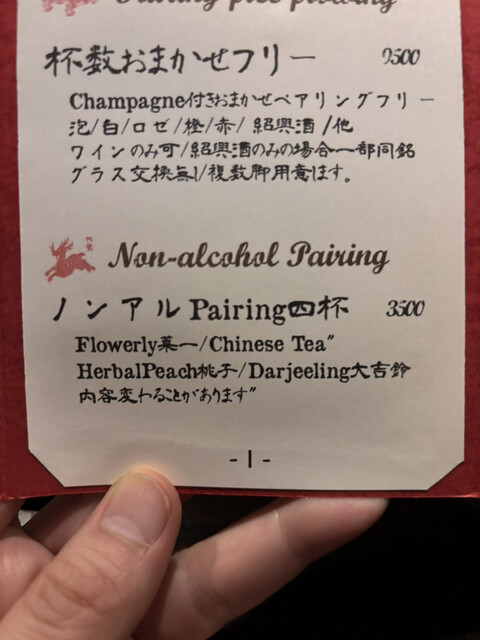 Pairing free flowing
杯数おまかせフリー 9500
Champagne付きおまかせペアリングフリー
泡/白/ロゼ/橙/赤/紹興酒/他
ワインのみ可/紹興酒のみの場合一部同銘
グラス交換無し/複数脚用意ます。
Non-alcohol Pairing
ノンアルPairing四杯 3500
Flowerly葉一/Chinese Tea"
HerbalPeach桃子/Darjeeling大吉鈴
内容変わることがあります"
-1-